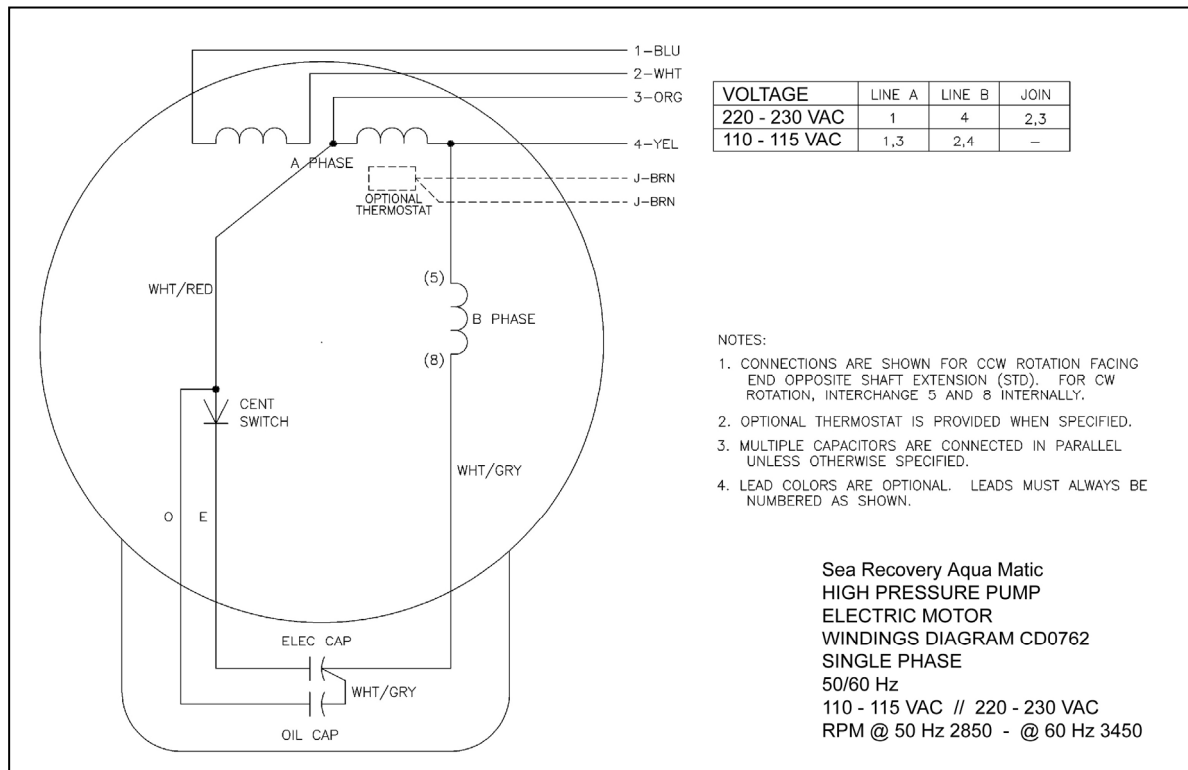 1-BLU
2-WHT
3-ORG
4-YEL
A PHASE
J-BRN
J-BRN
OPTIONAL
THERMOSTAT
WHT/RED
(5)
B PHASE
(8)
CENT
SWITCH
WHT/GRY
O E
ELEC CAP
WHT/GRY
OIL CAP
VOLTAGE LINE A LINE B JOIN
220 - 230 VAC 1 4 2,3
110 - 115 VAC 1,3 2,4 –
NOTES:
1. CONNECTIONS ARE SHOWN FOR CCW ROTATION FACING
END OPPOSITE SHAFT EXTENSION (STD). FOR CW
ROTATION, INTERCHANGE 5 AND 8 INTERNALLY.
2. OPTIONAL THERMOSTAT IS PROVIDED WHEN SPECIFIED.
3. MULTIPLE CAPACITORS ARE CONNECTED IN PARALLEL
UNLESS OTHERWISE SPECIFIED.
4. LEAD COLORS ARE OPTIONAL. LEADS MUST ALWAYS BE
NUMBERED AS SHOWN.
Sea Recovery Aqua Matic
HIGH PRESSURE PUMP
ELECTRIC MOTOR
WINDINGS DIAGRAM CD0762
SINGLE PHASE
50/60 Hz
110 - 115 VAC // 220 - 230 VAC
RPM @ 50 Hz 2850 - @ 60 Hz 3450